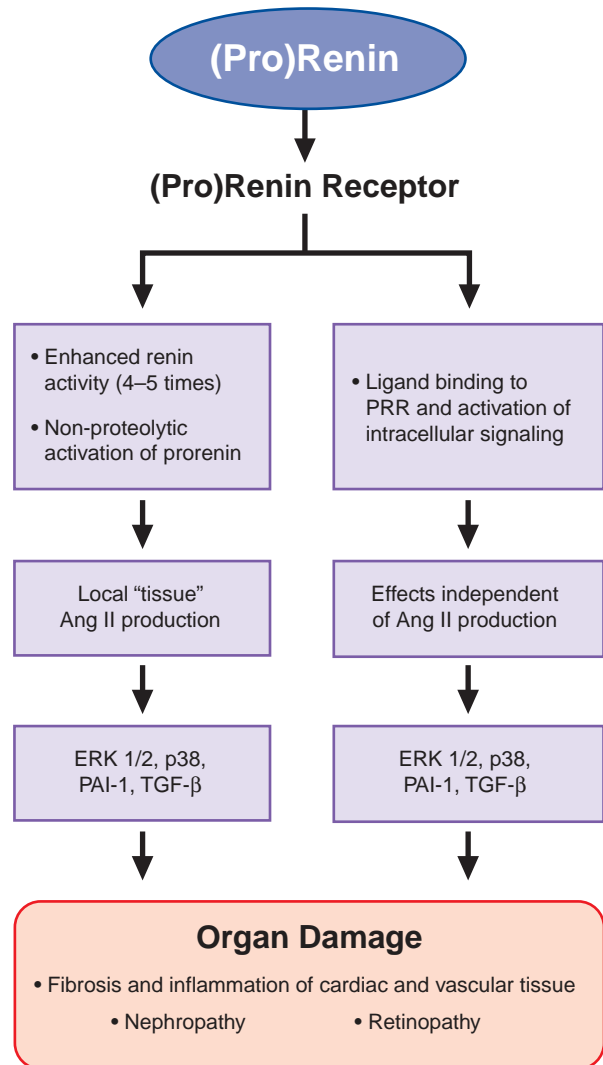 (Pro)Renin
(Pro)Renin Receptor
• Enhanced renin
activity (4–5 times)
• Non-proteolytic
activation of prorenin
• Ligand binding to
PRR and activation of
intracellular signaling
Local “tissue”
Ang II production
Effects independent
of Ang II production
ERK 1/2, p38,
PAI-1, TGF-β
ERK 1/2, p38,
PAI-1, TGF-β
Organ Damage
• Fibrosis and inflammation of cardiac and vascular tissue
• Nephropathy • Retinopathy